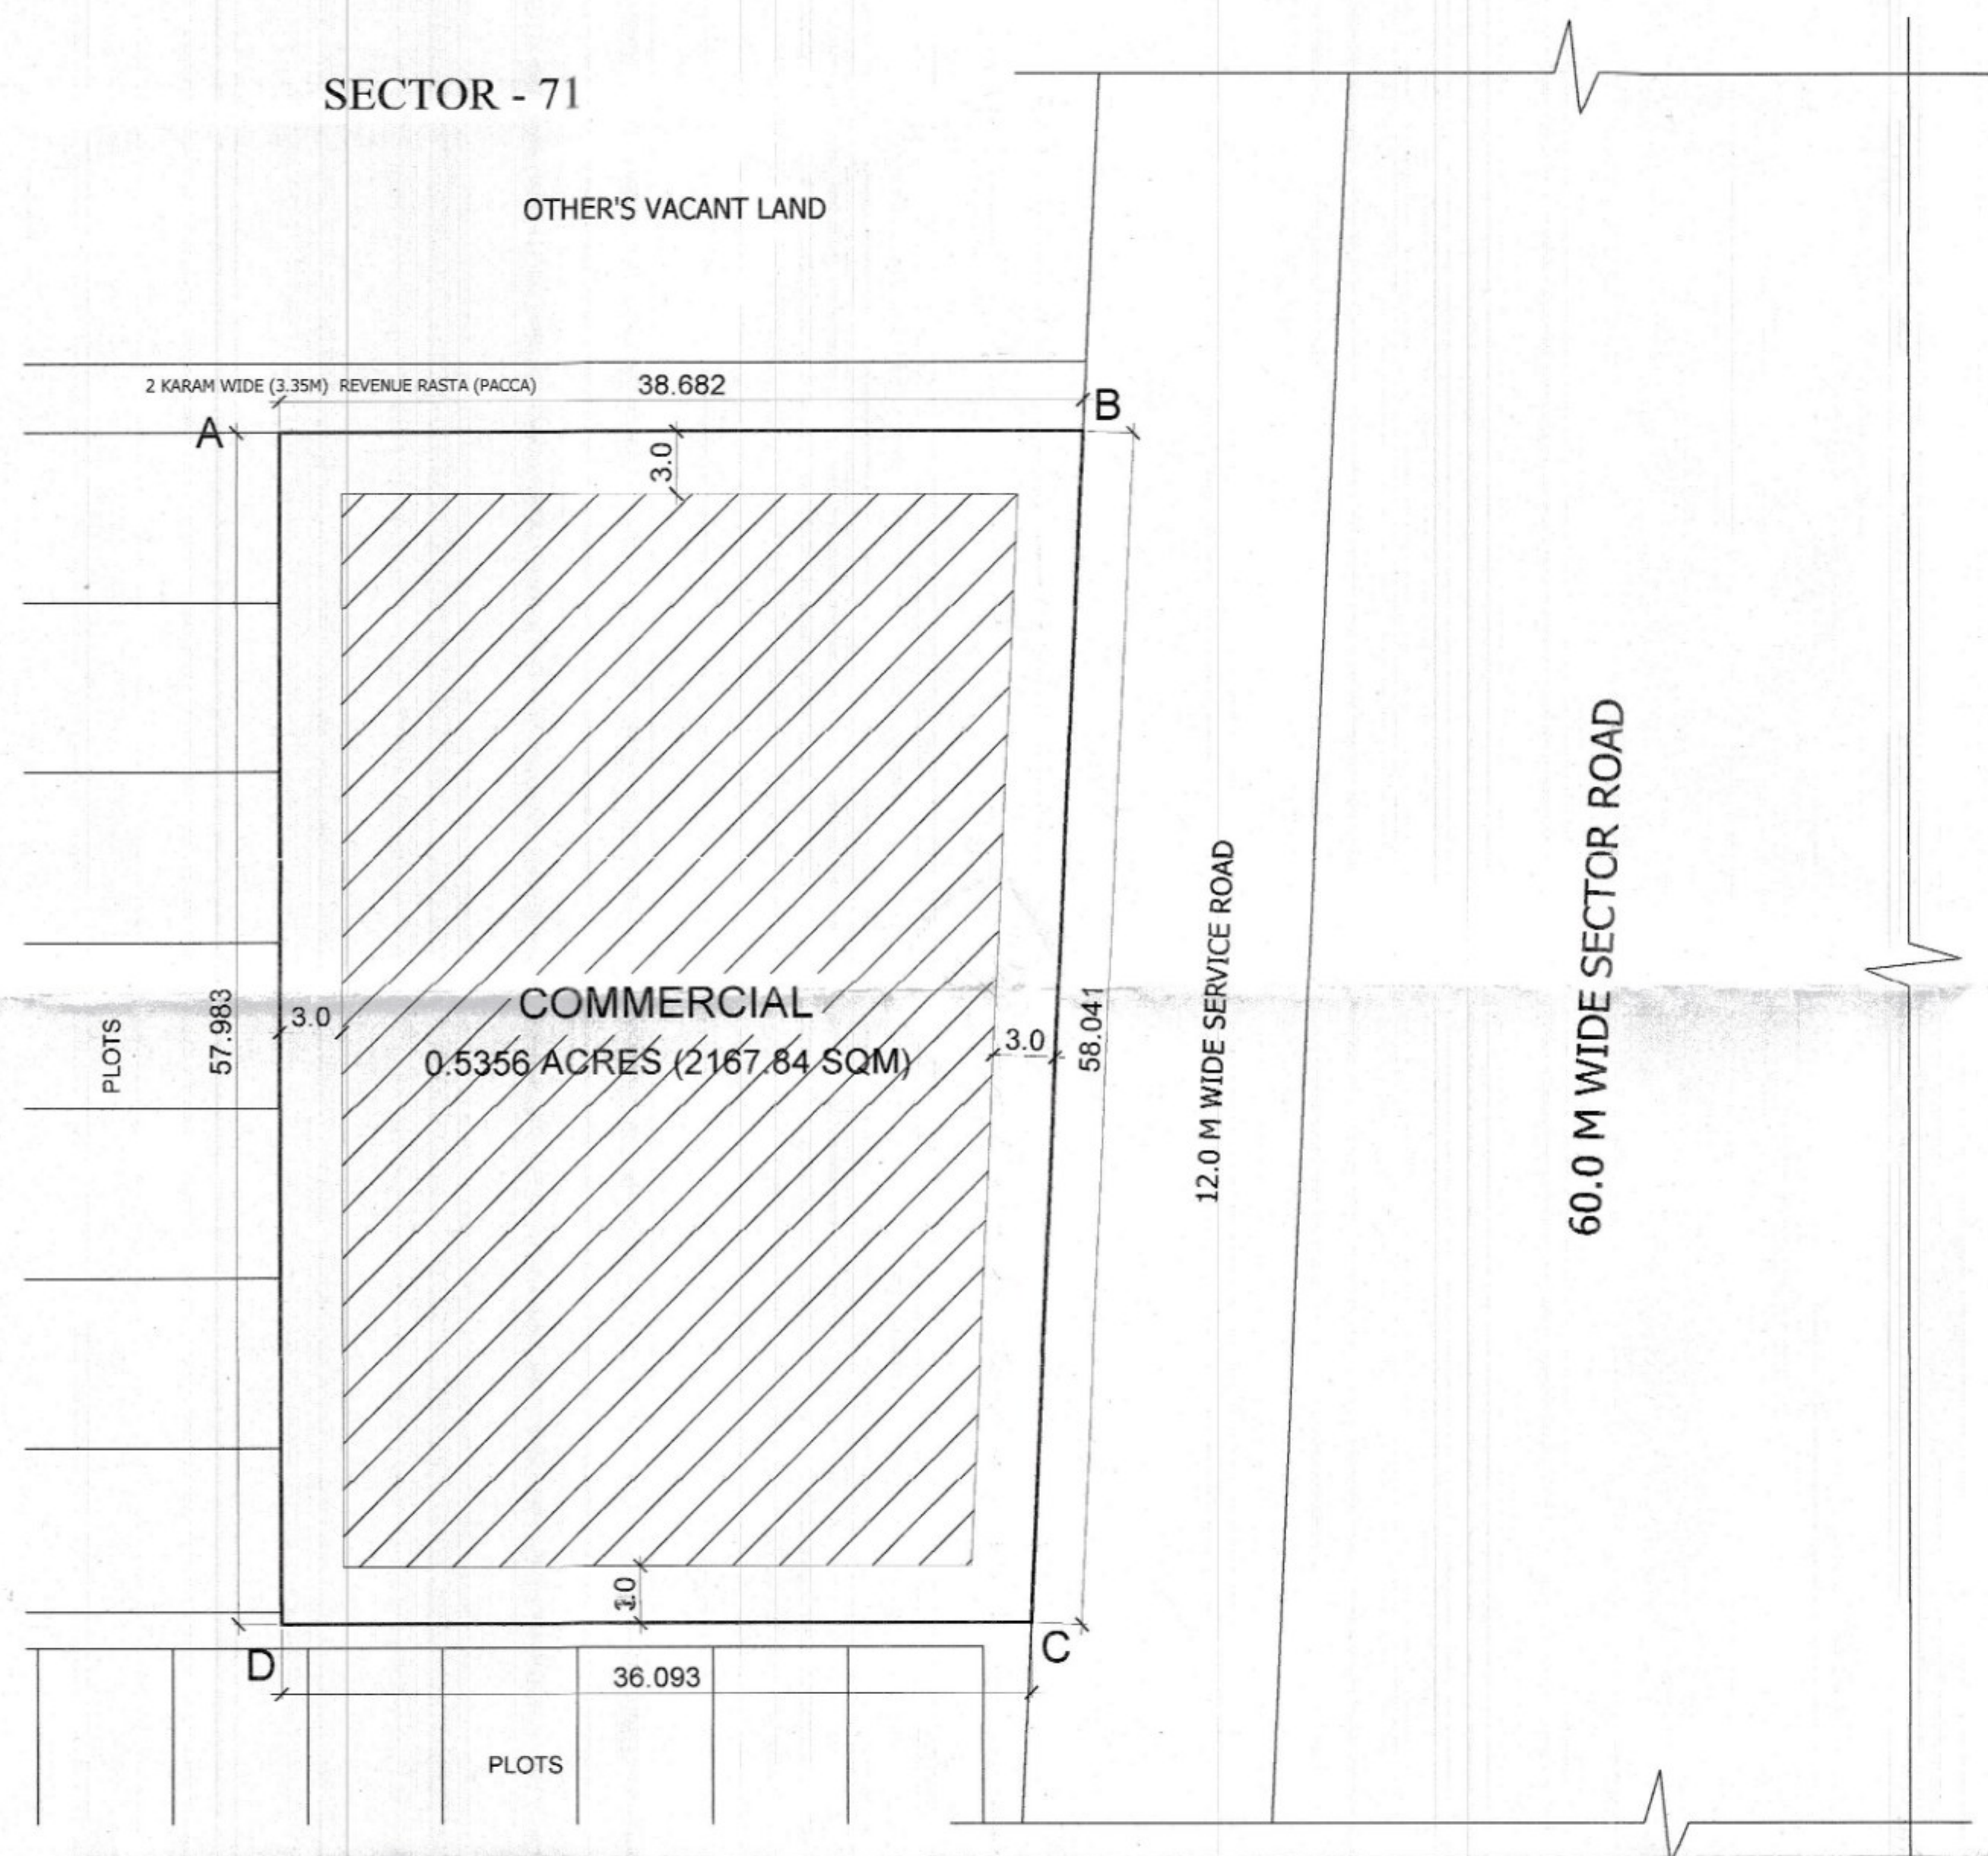 SECTOR - 71
OTHER'S VACANT LAND
2 KARAM WIDE (3.35M) REVENUE RASTA (PACCA)
38.682
A
B
3.0
COMMERCIAL
0.5356 ACRES (2167.84 SQM)
3.0
3.0
57.983
58.041
PLOTS
12.0 M WIDE SERVICE ROAD
60.0 M WIDE SECTOR ROAD
D
C
36.093
PLOTS